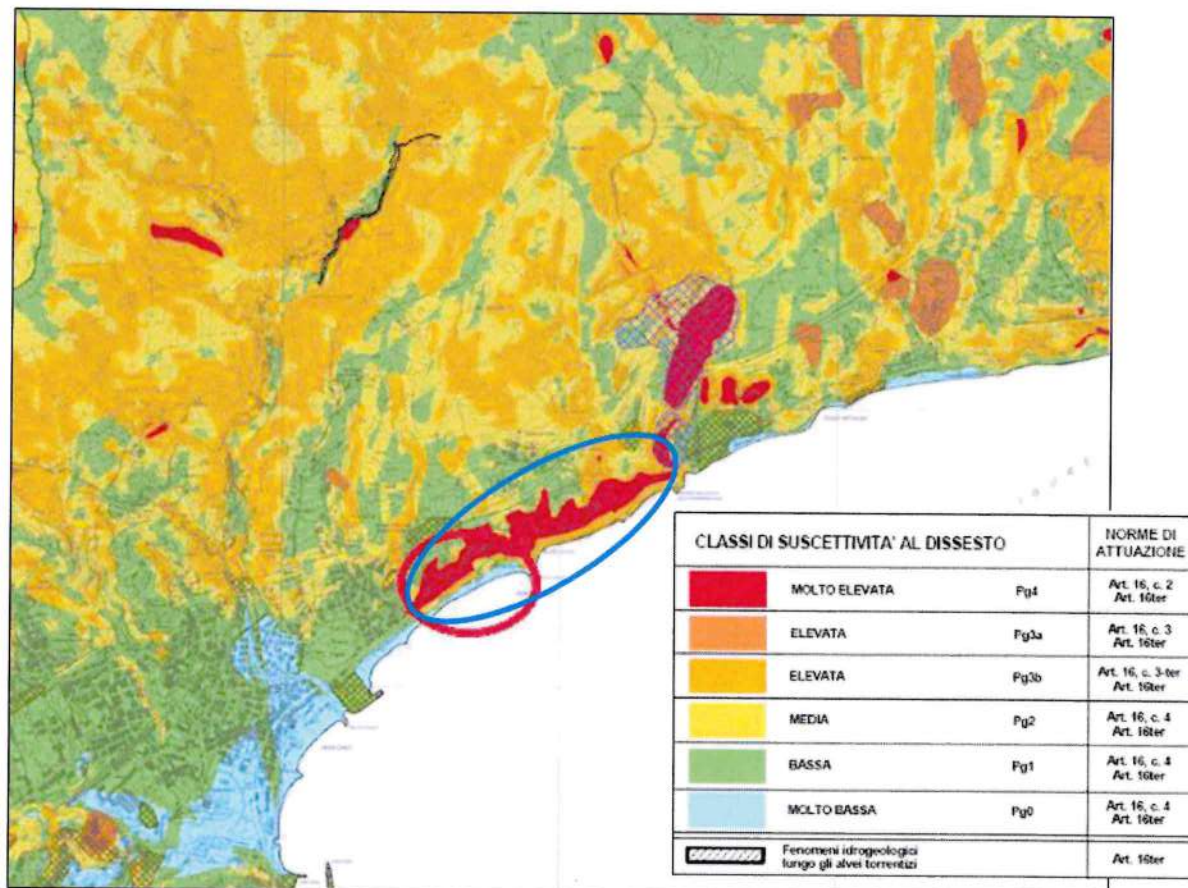 CLASSI DI SUSCETTIVITA' AL DISSESTO
NORME DI
ATTUAZIONE
MOLTO ELEVATA Pg4 Art. 16, c. 2
Art. 16ter
ELEVATA Pg3a Art. 16, c. 3
Art. 16ter
ELEVATA Pg3b Art. 16, c. 3-ter
Art. 16ter
MEDIA Pg2 Art. 16, c. 4
Art. 16ter
BASSA Pg1 Art. 16, c. 4
Art. 16ter
MOLTO BASSA Pg0 Art. 16, c. 4
Art. 16ter
Fenomeni idrogeologici
lungo gli alvei torrentizi
Art. 16ter